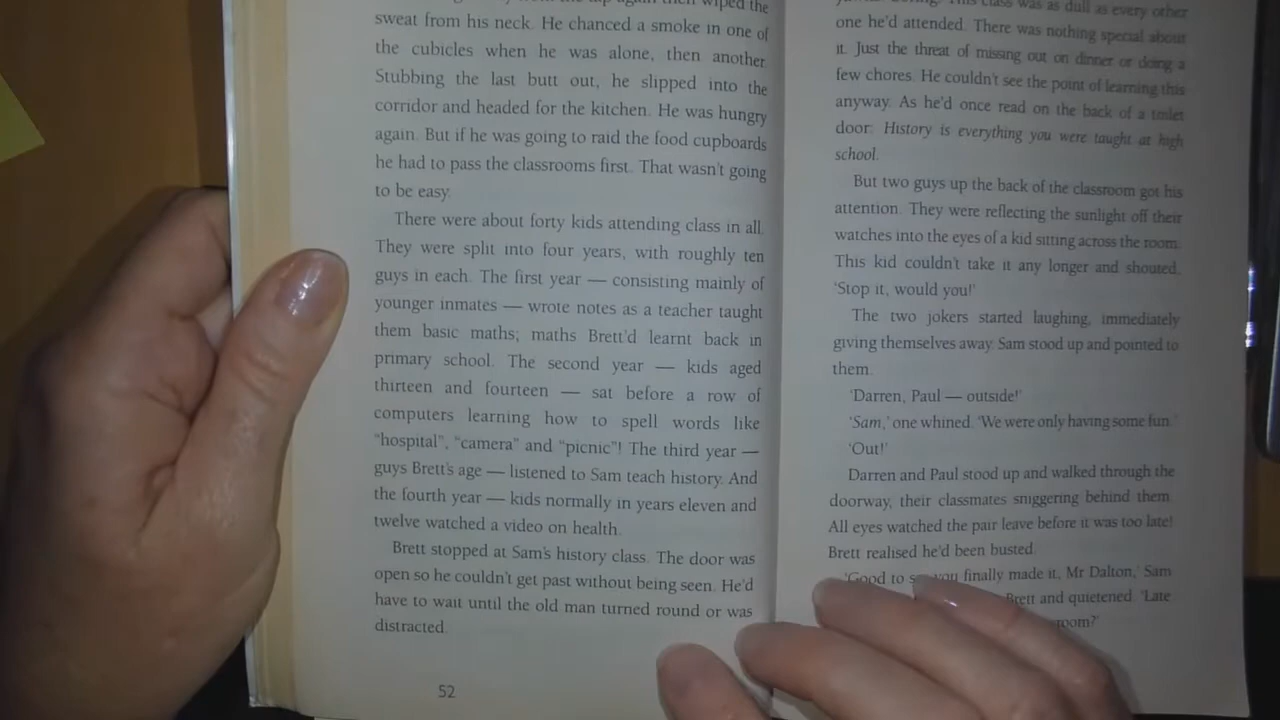 again then wiped the
sweat from his neck. He chanced a smoke in one of
the cubicles when he was alone, then another.
Stubbing the last butt out, he slipped into the
corridor and headed for the kitchen. He was hungry
again. But if he was going to raid the food cupboards
he had to pass the classrooms first. That wasn't going
to be easy.
There were about forty kids attending class in all.
They were split into four years, with roughly ten
guys in each. The first year — consisting mainly of
younger inmates — wrote notes as a teacher taught
them basic maths; maths Brett'd learnt back in
primary school. The second year — kids aged
thirteen and fourteen — sat before a row of
computers learning how to spell words like
"hospital", "camera" and "picnic"! The third year —
guys Brett's age — listened to Sam teach history. And
the fourth year — kids normally in years eleven and
twelve watched a video on health.
Brett stopped at Sam's history class. The door was
open so he couldn't get past without being seen. He'd
have to wait until the old man turned round or was
distracted.
52
This class was as dull as every other
one he'd attended. There was nothing special about
it. Just the threat of missing out on dinner or doing a
few chores. He couldn't see the point of learning this
anyway. As he'd once read on the back of a toilet
door: History is everything you were taught at high
school.
But two guys up the back of the classroom got his
attention. They were reflecting the sunlight off their
watches into the eyes of a kid sitting across the room.
This kid couldn't take it any longer and shouted,
'Stop it, would you!'
The two jokers started laughing, immediately
giving themselves away. Sam stood up and pointed to
them.
'Darren, Paul — outside!'
'Sam,' one whined. 'We were only having some fun.'
'Out!'
Darren and Paul stood up and walked through the
doorway, their classmates sniggering behind them.
All eyes watched the pair leave before it was too late!
Brett realised he'd been busted.
'Good to see you finally made it, Mr Dalton,' Sam
Brett and quietened. 'Late
room?'